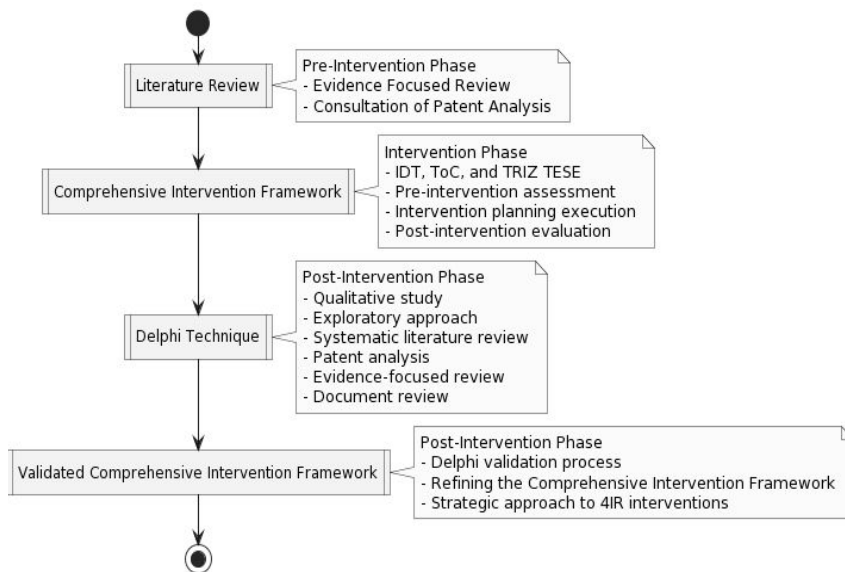 Literature Review
Pre-Intervention Phase
- Evidence Focused Review
- Consultation of Patent Analysis
Comprehensive Intervention Framework
Intervention Phase
- IDT, ToC, and TRIZ TESE
- Pre-intervention assessment
- Intervention planning execution
- Post-intervention evaluation
Delphi Technique
Post-Intervention Phase
- Qualitative study
- Exploratory approach
- Systematic literature review
- Patent analysis
- Evidence-focused review
- Document review
Validated Comprehensive Intervention Framework
Post-Intervention Phase
- Delphi validation process
- Refining the Comprehensive Intervention Framework
- Strategic approach to 4IR interventions